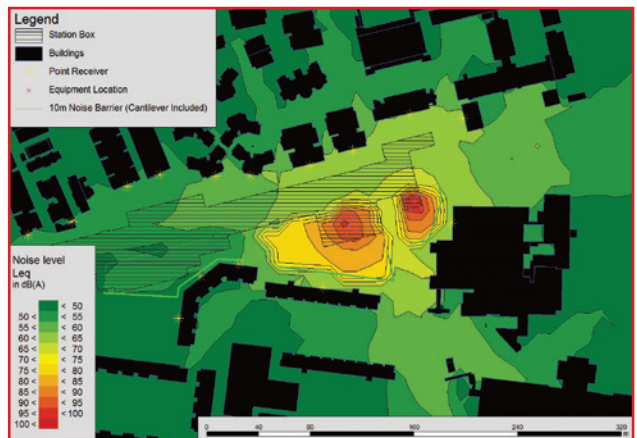 Legend
Station Box
Buildings
Point Receiver
Equipment Location
10m Noise Barrier (Cantilever Included)
Noise level
Leq
in dB(A)
< 50
50 < < 55
55 < < 60
60 < < 65
65 < < 70
70 < < 75
75 < < 80
80 < < 85
85 < < 90
90 < < 95
95 < < 100
100 <
0 40 80 160 240 320